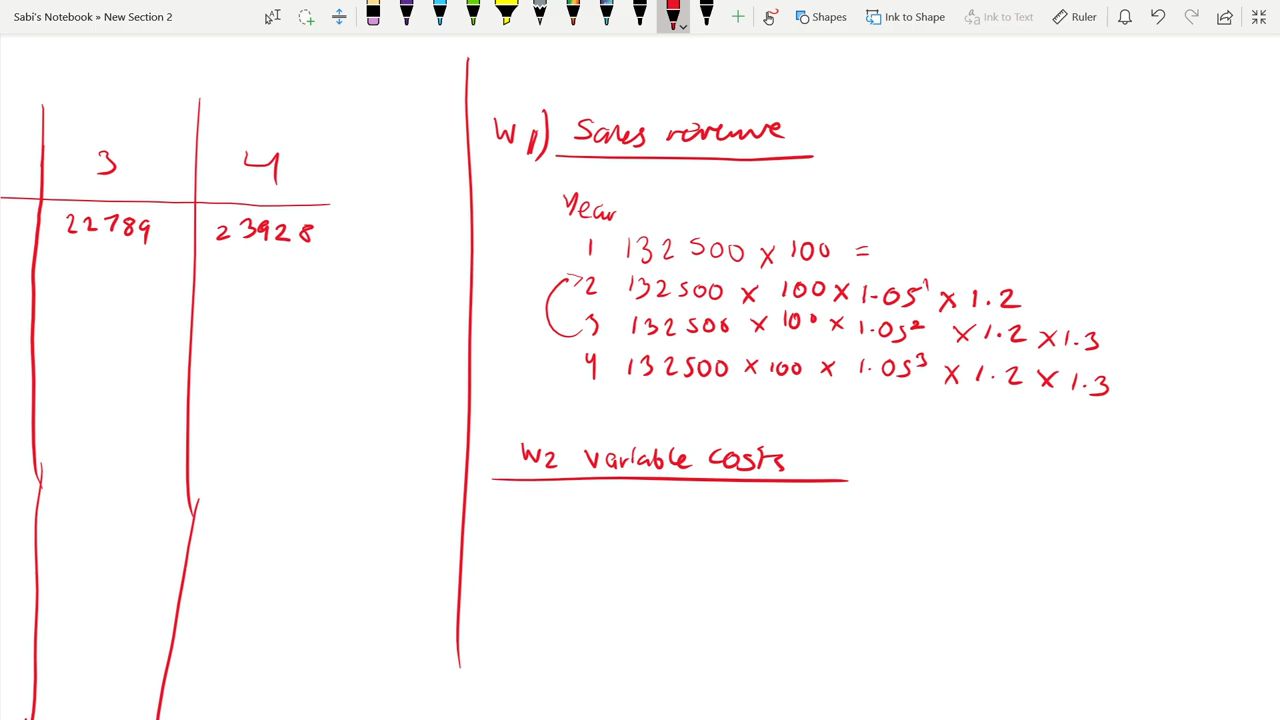 Sabi's Notebook » New Section 2
Shapes
Ink to Shape
Ink to Text
Ruler
3 4
22789 23928
W1) Sales revenue
Year
1 132 500 x 100 =
2 132500 x 100 x 1.05¹ x 1.2
3 132500 x 100 x 1.05² x 1.2 x 1.3
4 132500 x 100 x 1.05³ x 1.2 x 1.3
W2 variable costs